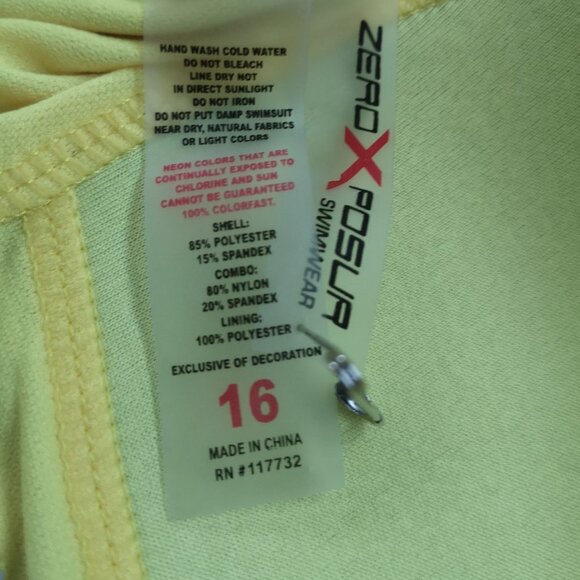 HAND WASH COLD WATER
DO NOT BLEACH
LINE DRY NOT
IN DIRECT SUNLIGHT
DO NOT IRON
DO NOT PUT DAMP SWIMSUIT
NEAR DRY, NATURAL FABRICS
OR LIGHT COLORS
NEON COLORS THAT ARE
CONTINUALLY EXPOSED TO
CHLORINE AND SUN
CANNOT BE GUARANTEED
100% COLORFAST.
SHELL:
85% POLYESTER
15% SPANDEX
COMBO:
80% NYLON
20% SPANDEX
LINING:
100% POLYESTER
EXCLUSIVE OF DECORATION
16
MADE IN CHINA
RN #117732
ZEROXPOSUR
SWIMWEAR